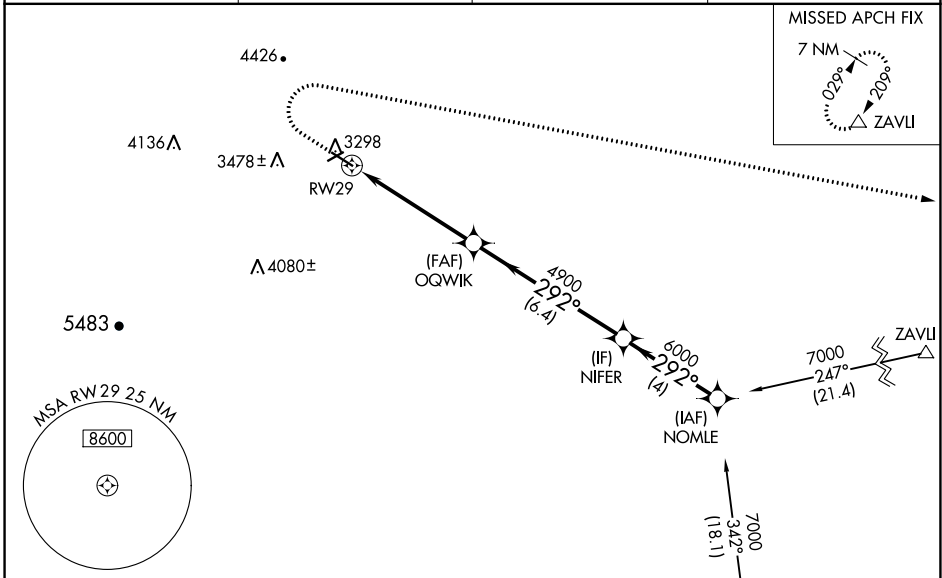 MISSED APCH FIX
7 NM
029°
209°
ZAVLI
4426
4136
3478±
3298
RW29
4080±
(FAF)
OQWIK
4900
292°
(6.4)
5483
(IF)
NIFER
6000
292°
(4)
ZAVLI
7000
247°
(21.4)
(IAF)
NOMLE
MSA RW29 25 NM
8600
7000
342°
(18.1)